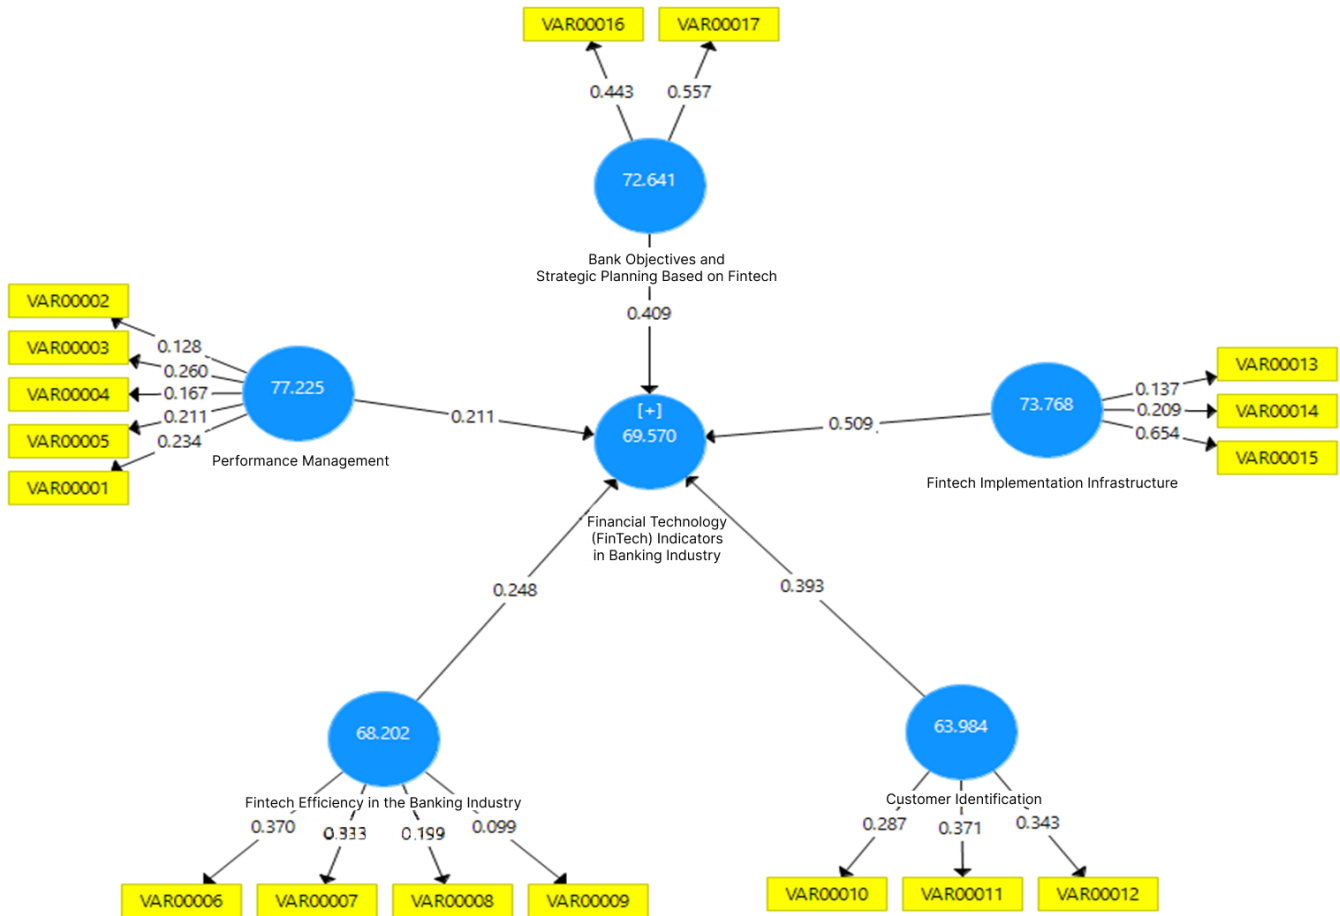 VAR00016
VAR00017
0.443
0.557
72.641
Bank Objectives and
Strategic Planning Based on Fintech
0.409
VAR00002
VAR00003
VAR00004
VAR00005
VAR00001
0.128
0.260
0.167
0.211
0.234
77.225
Performance Management
0.211
[+]
69.570
Financial Technology
(FinTech) Indicators
in Banking Industry
0.509
73.768
Fintech Implementation Infrastructure
0.137
0.209
0.654
VAR00013
VAR00014
VAR00015
0.248
0.393
68.202
Fintech Efficiency in the Banking Industry
0.370
0.333
0.199
0.099
VAR00006
VAR00007
VAR00008
VAR00009
63.984
Customer Identification
0.287
0.371
0.343
VAR00010
VAR00011
VAR00012